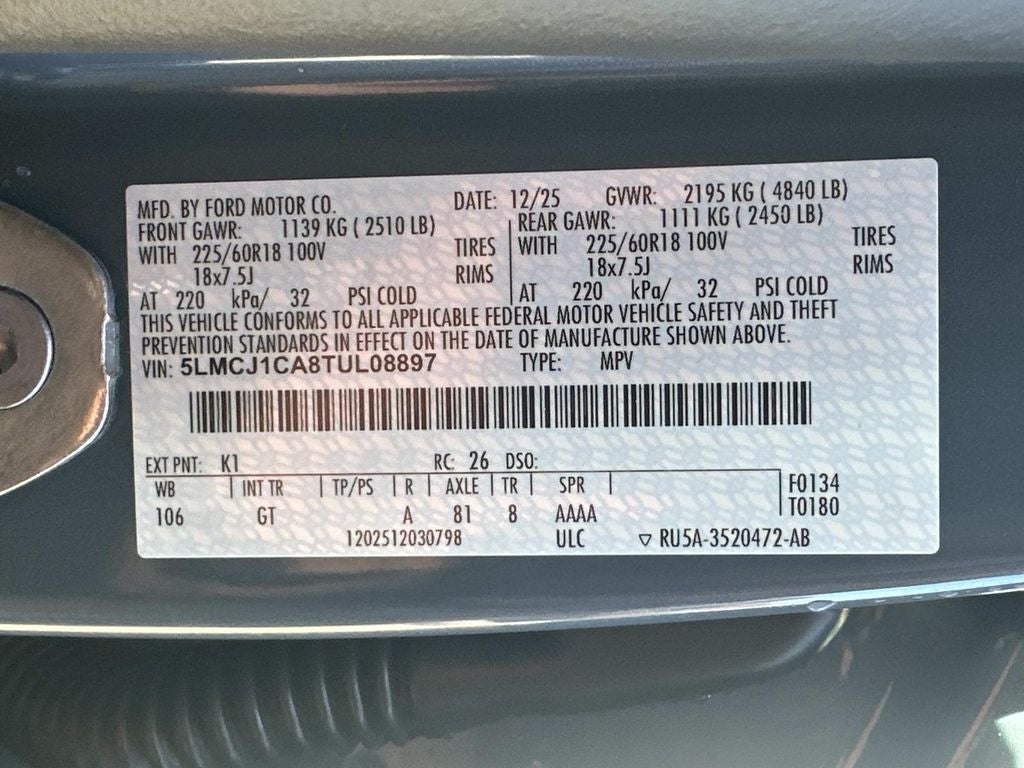 MFD. BY FORD MOTOR CO. DATE: 12/25 GVWR: 2195 KG ( 4840 LB)
FRONT GAWR: 1139 KG ( 2510 LB) REAR GAWR: 1111 KG ( 2450 LB)
WITH 225/60R18 100V TIRES WITH 225/60R18 100V TIRES
18x7.5J RIMS 18x7.5J RIMS
AT 220 kPa/ 32 PSI COLD AT 220 kPa/ 32 PSI COLD
THIS VEHICLE CONFORMS TO ALL APPLICABLE FEDERAL MOTOR VEHICLE SAFETY AND THEFT
PREVENTION STANDARDS IN EFFECT ON THE DATE OF MANUFACTURE SHOWN ABOVE.
VIN: 5LMCJ1CA8TUL08897 TYPE: MPV
EXT PNT: K1 RC: 26 DSO:
WB INT TR TP/PS R AXLE TR SPR F0134
106 GT A 81 8 AAAA T0180
1202512030798 ULC ▽ RU5A-3520472-AB